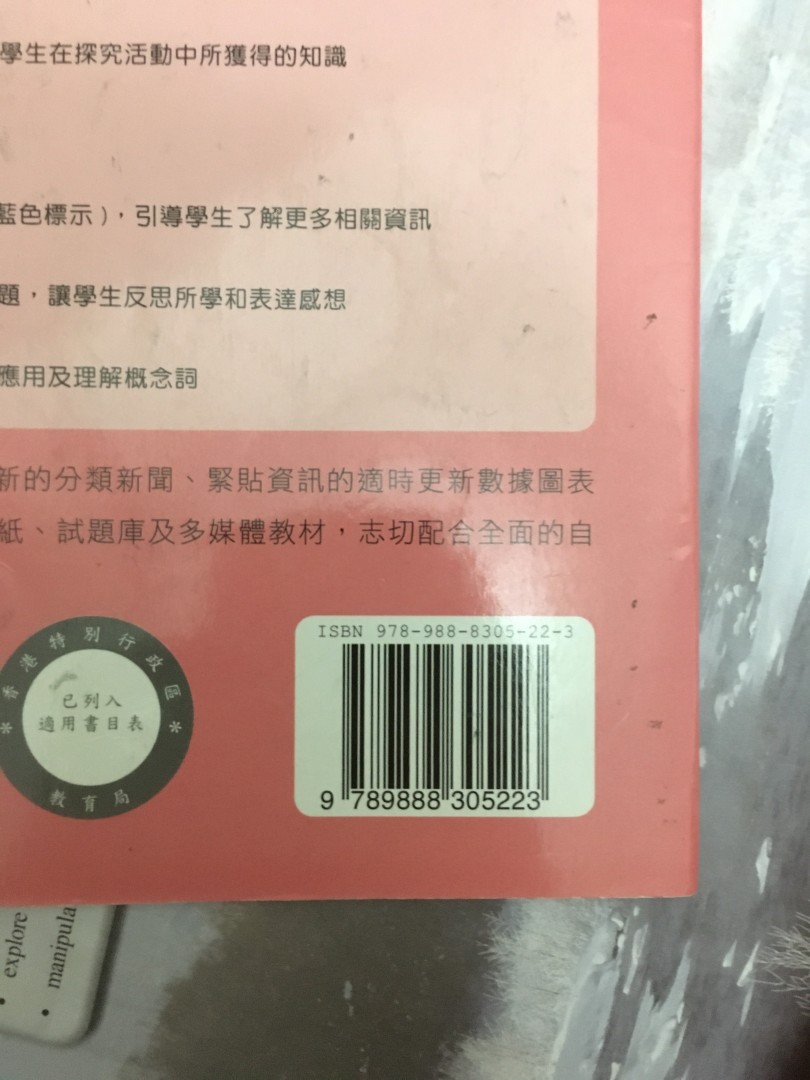 學生在探究活動中所獲得的知識
藍色標示），引導學生了解更多相關資訊
題，讓學生反思所學和表達感想
應用及理解概念詞
新的分類新聞、緊貼資訊的適時更新數據圖表
紙、試題庫及多媒體教材，志切配合全面的自
* 香港特別行政區 *
已列入
適用書目表
教育局
ISBN 978-988-8305-22-3
9 789888 305223
• explore
• manipula